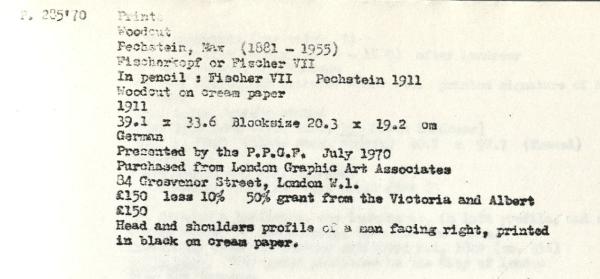 P. 285'70 Prints
Woodcut
Pechstein, Max (1881 - 1955)
Fischerkopf or Fischer VII
In pencil : Fischer VII Pechstein 1911
Woodcut on cream paper
1911
39.1 x 33.6 Blocksize 20.3 x 19.2 cm
German
Presented by the P.P.C.F. July 1970
Purchased from London Graphic Art Associates
84 Grosvenor Street, London W.1.
£150 less 10% 50% grant from the Victoria and Albert
£150
Head and shoulders profile of a man facing right, printed
in black on cream paper.